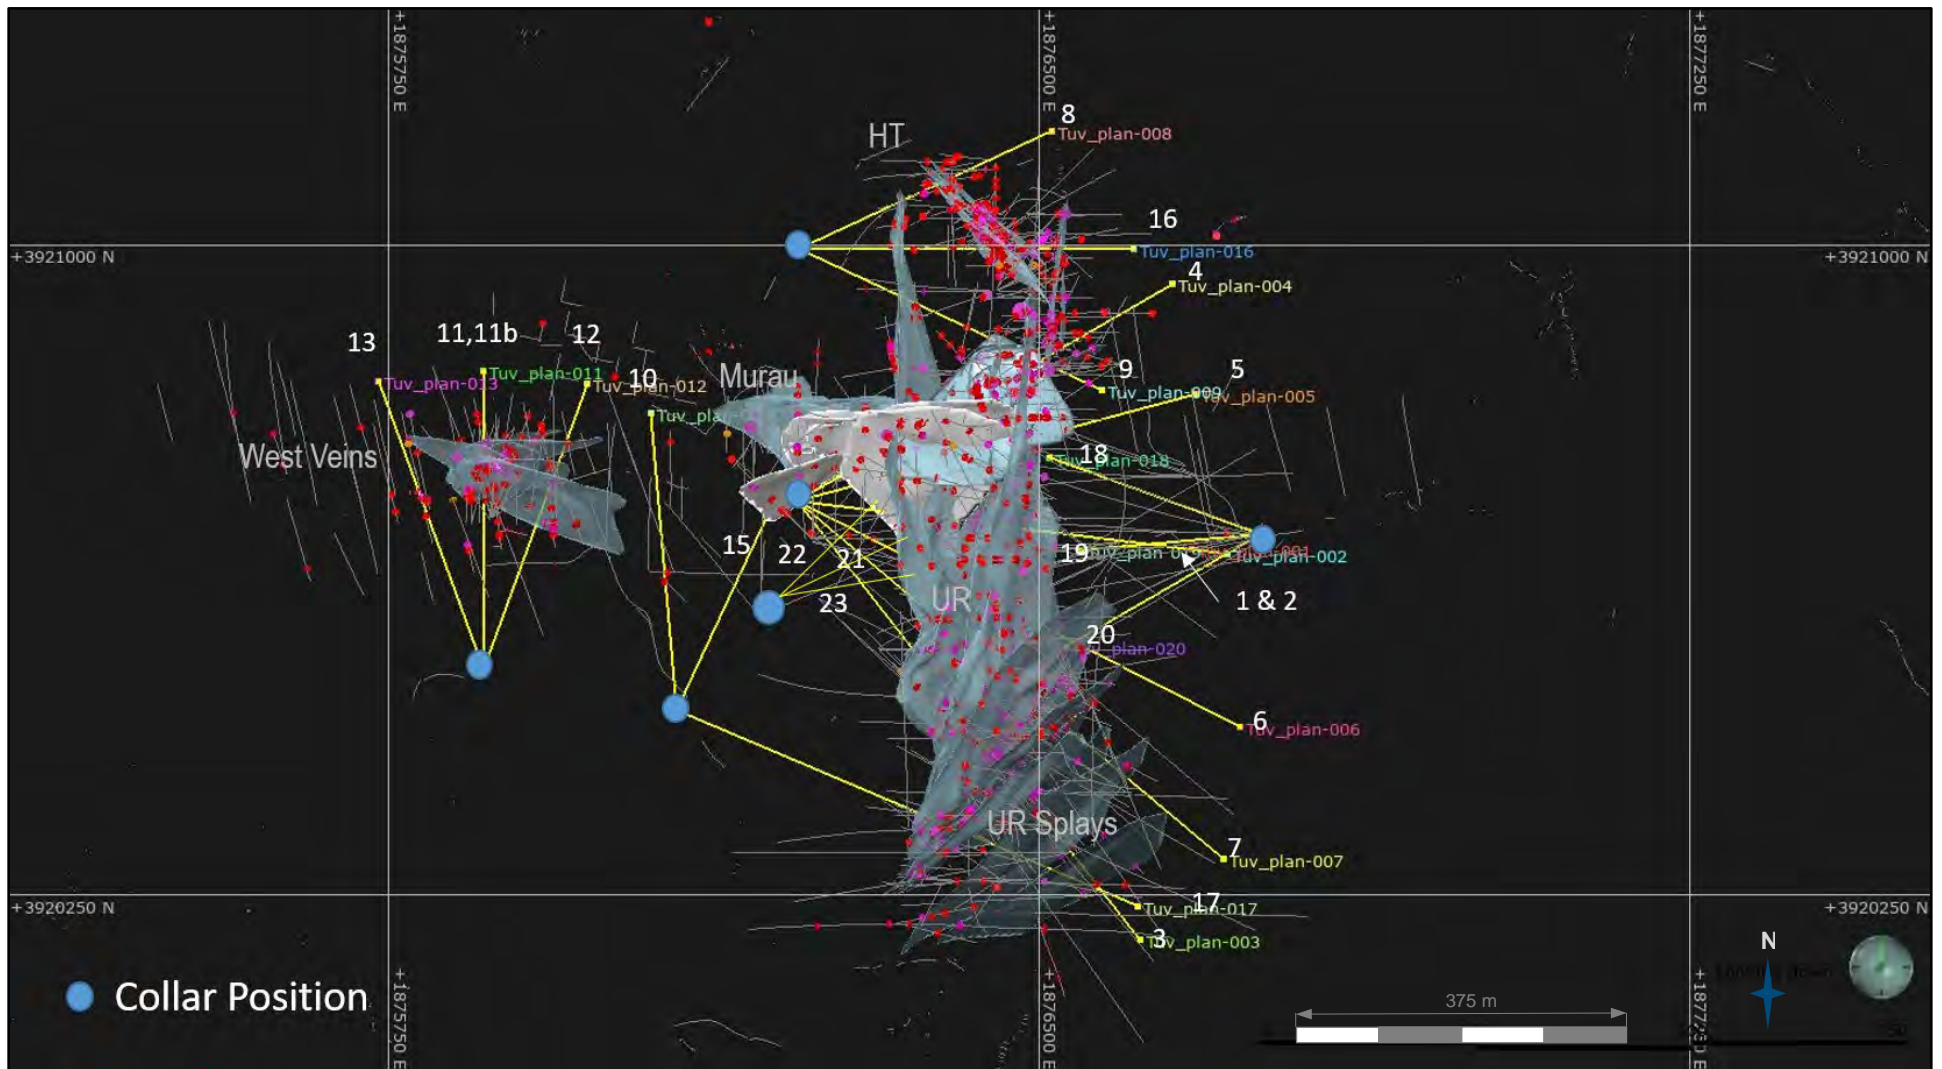 +1875750 E
+1876500 E
+1877250 E
8
HT
Tuv_plan-008
16
+3921000 N
Tuv_plan-016
+3921000 N
4
Tuv_plan-004
13
11,11b
12
9
5
Murau
10
Tuv_plan-013
Tuv_plan-011
Tuv_plan-012
Tuv_plan-009
Tuv_plan-005
West Veins
18
Tuv_plan-018
15
22
21
19
Tuv_plan-002
23
UR
1 & 2
20
plan-020
6
Tuv_plan-006
UR Splays
7
Tuv_plan-007
+3920250 N
17
Tuv_plan-017
+3920250 N
3
Tuv_plan-003
N
Collar Position
375 m
+1875750 E
+1876500 E